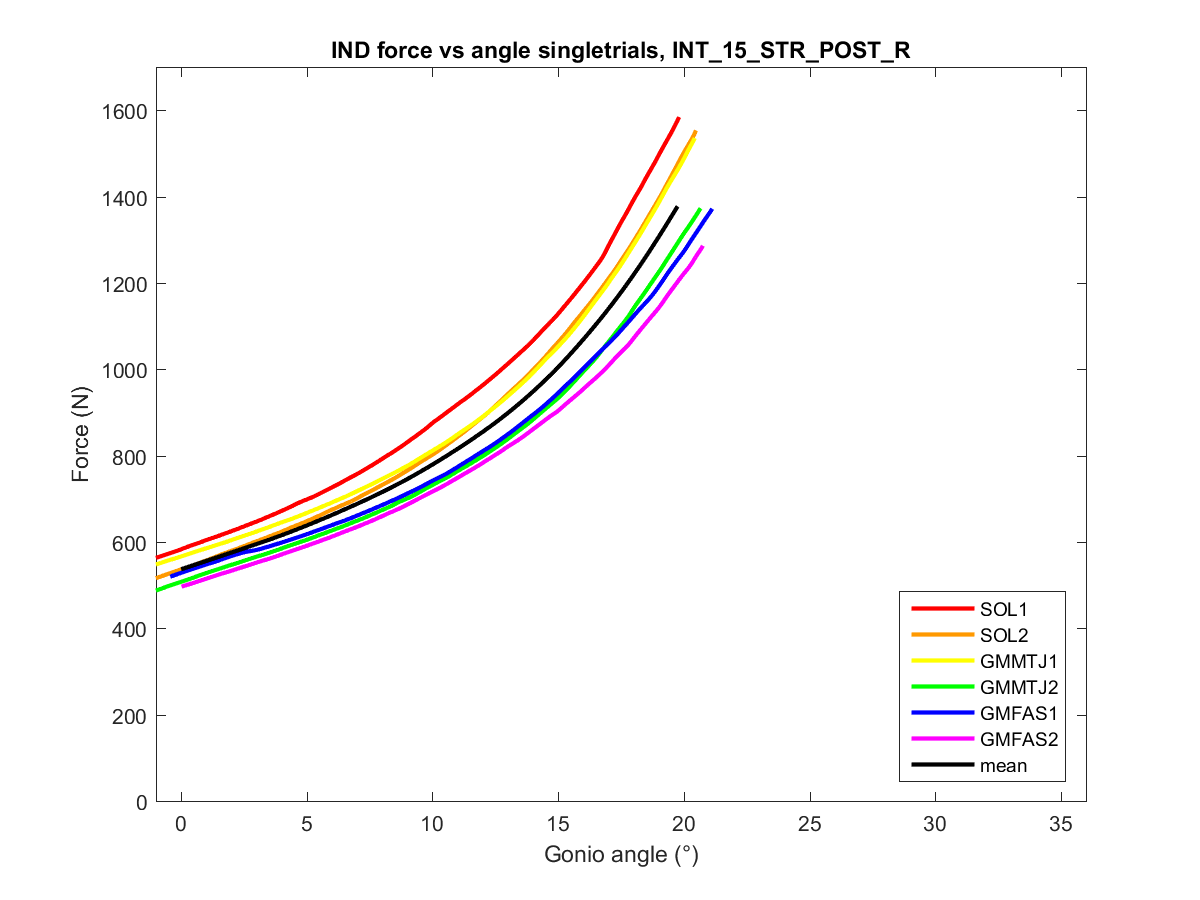 IND force vs angle singletrials, INT_15_STR_POST_R
1600
1400
1200
1000
800
600
400
200
0
Force (N)
0 5 10 15 20 25 30 35
Gonio angle (°)
SOL1
SOL2
GMMTJ1
GMMTJ2
GMFAS1
GMFAS2
mean